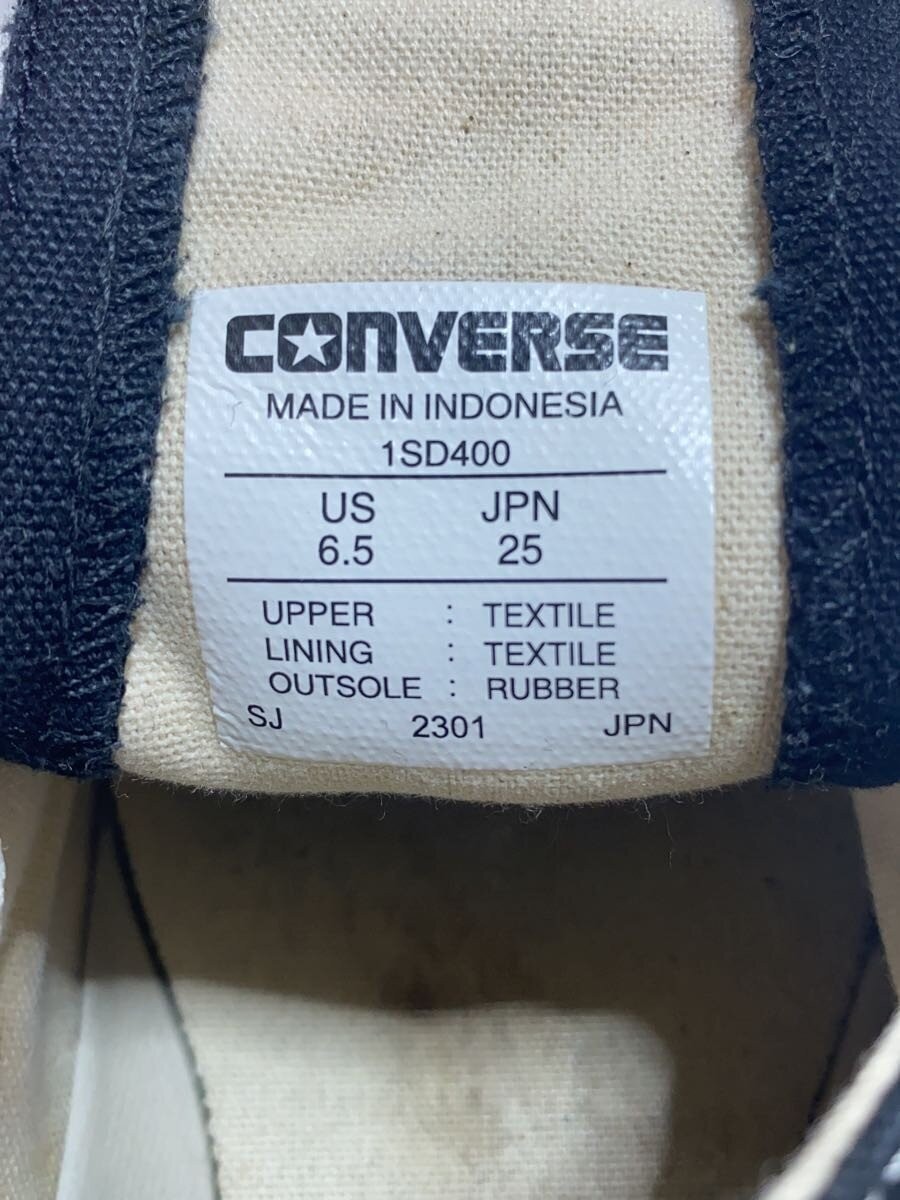 CONVERSE
MADE IN INDONESIA
1SD400
US JPN
6.5 25
UPPER : TEXTILE
LINING : TEXTILE
OUTSOLE : RUBBER
SJ 2301 JPN